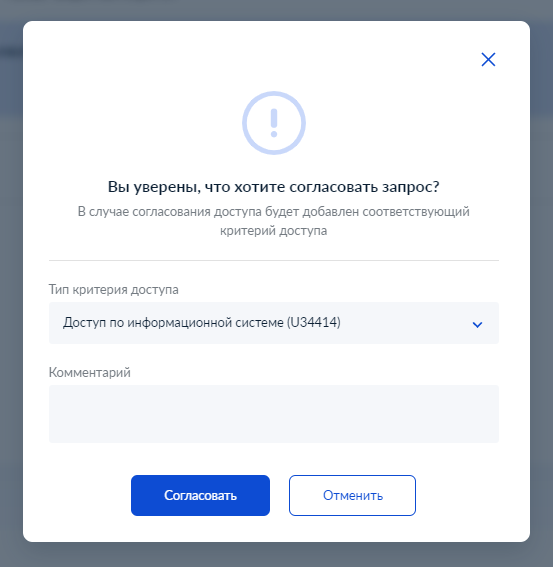 Вы уверены, что хотите согласовать запрос?
В случае согласования доступа будет добавлен соответствующий
критерий доступа
Тип критерия доступа
Доступ по информационной системе (U34414)
Комментарий
Согласовать
Отменить